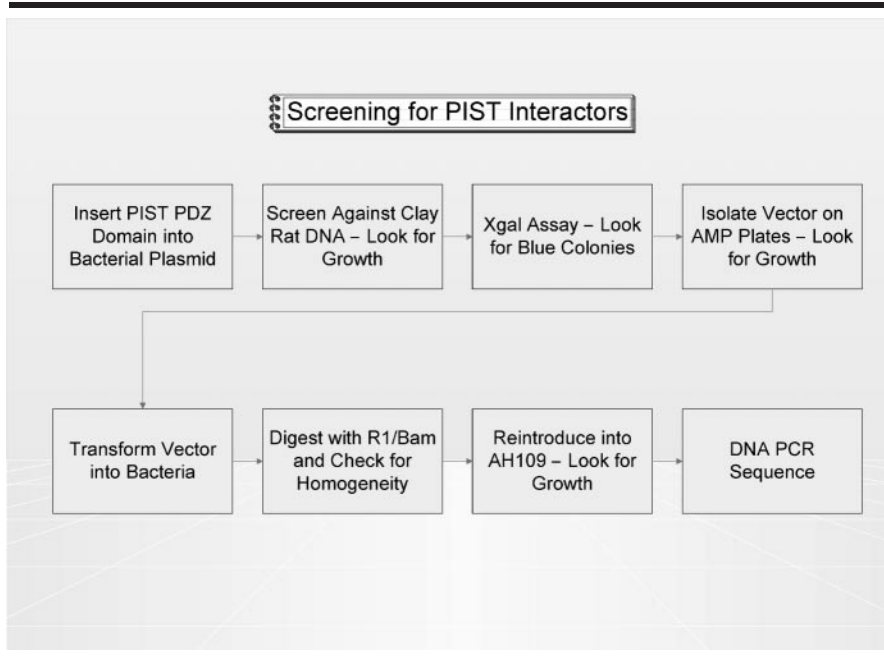 Screening for PIST Interactors
Insert PIST PDZ
Domain into
Bacterial Plasmid
Screen Against Clay
Rat DNA – Look for
Growth
Xgal Assay – Look
for Blue Colonies
Isolate Vector on
AMP Plates – Look
for Growth
Transform Vector
into Bacteria
Digest with R1/Bam
and Check for
Homogeneity
Reintroduce into
AH109 – Look for
Growth
DNA PCR
Sequence